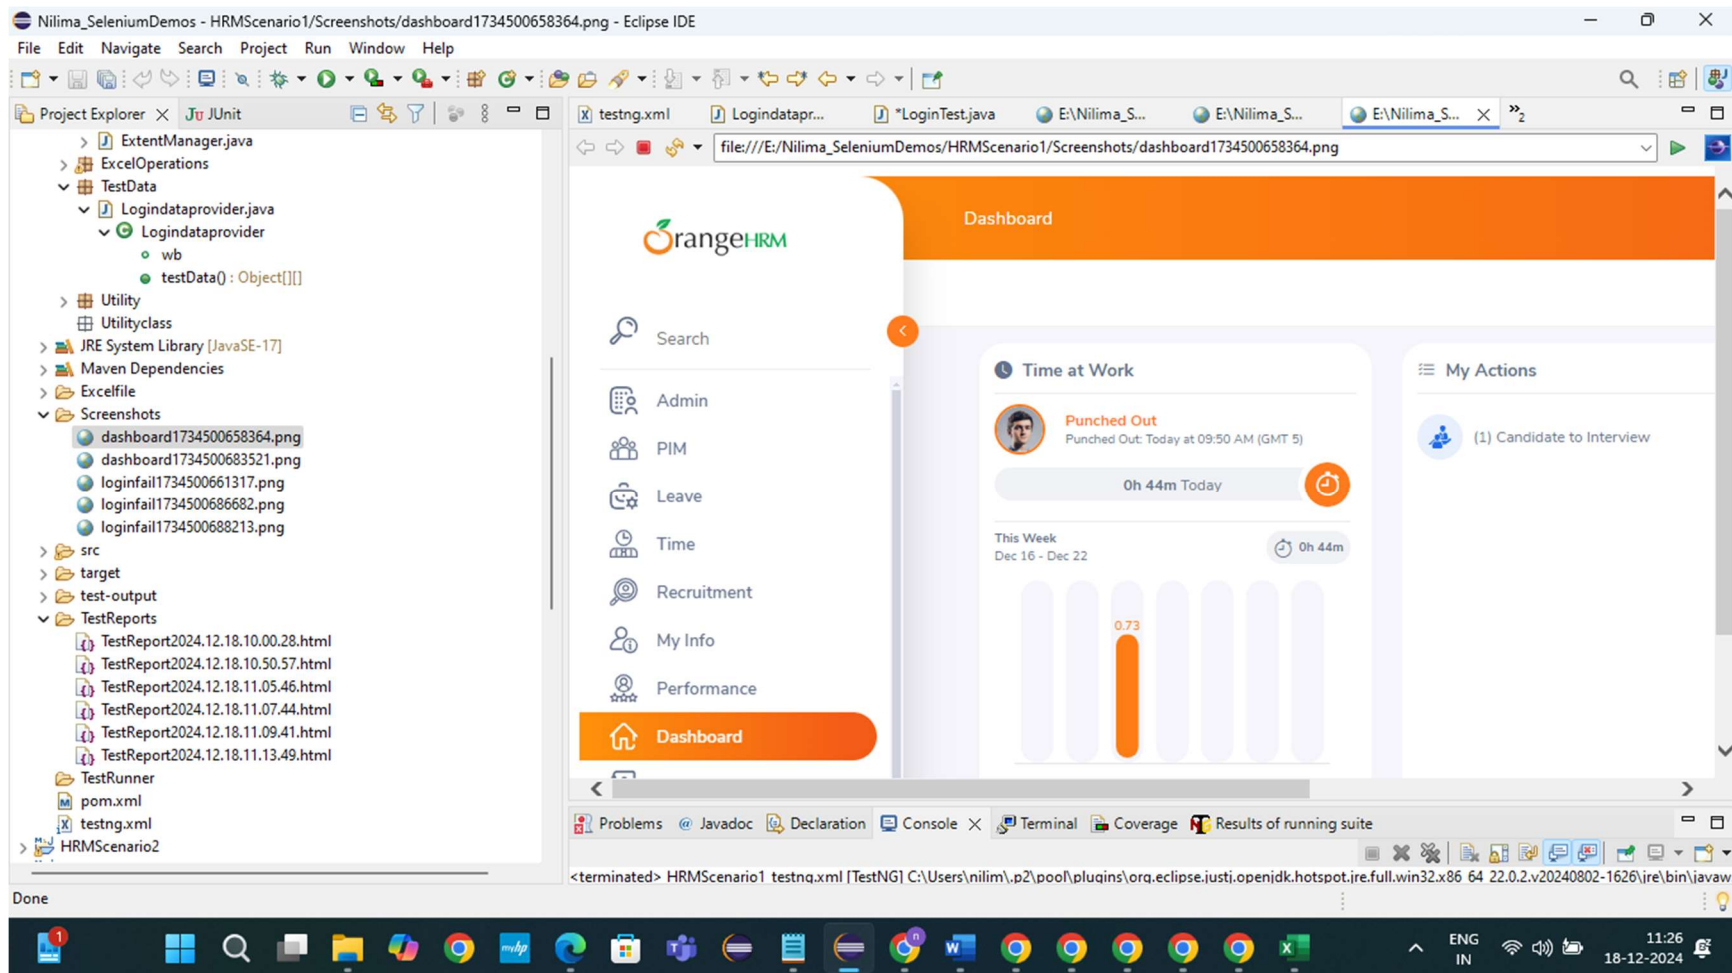 Nilima_SeleniumDemos - HRMScenario1/Screenshots/dashboard1734500658364.png - Eclipse IDE
File Edit Navigate Search Project Run Window Help
Project Explorer
JUnit
ExtentManager.java
ExcelOperations
TestData
Logindataprovider.java
Logindataprovider
wb
testData() : Object[][]
Utility
Utilityclass
JRE System Library [JavaSE-17]
Maven Dependencies
Excelfile
Screenshots
dashboard1734500658364.png
dashboard1734500683521.png
loginfail1734500661317.png
loginfail1734500686682.png
loginfail1734500688213.png
src
target
test-output
TestReports
TestReport2024.12.18.10.00.28.html
TestReport2024.12.18.10.50.57.html
TestReport2024.12.18.11.05.46.html
TestReport2024.12.18.11.07.44.html
TestReport2024.12.18.11.09.41.html
TestReport2024.12.18.11.13.49.html
TestRunner
pom.xml
testng.xml
HRMScenario2
testng.xml
Logindatapr...
*LoginTest.java
E:\Nilima_S...
E:\Nilima_S...
E:\Nilima_S...
2
file:///E:/Nilima_SeleniumDemos/HRMScenario1/Screenshots/dashboard1734500658364.png
OrangeHRM
Search
Admin
PIM
Leave
Time
Recruitment
My Info
Performance
Dashboard
Dashboard
Time at Work
Punched Out
Punched Out: Today at 09:50 AM (GMT 5)
0h 44m Today
This Week
Dec 16 - Dec 22
0h 44m
0.73
My Actions
(1) Candidate to Interview
Problems
Javadoc
Declaration
Console
Terminal
Coverage
Results of running suite
<terminated> HRMScenario1 testng.xml [TestNG] C:\Users\nilim\.p2\pool\plugins\org.eclipse.justj.openjdk.hotspot.jre.full.win32.x86_64_22.0.2.v20240802-1626\jre\bin\javaw
Done
1
myhp
n
ENG
IN
11:26
18-12-2024